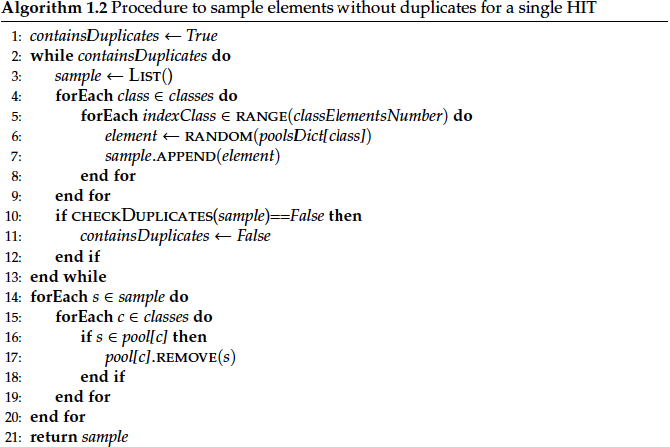 Algorithm 1.2 Procedure to sample elements without duplicates for a single HIT
1: containsDuplicates ← True
2: while containsDuplicates do
3: sample ← LIST()
4: forEach class ∈ classes do
5: forEach indexClass ∈ RANGE(classElementsNumber) do
6: element ← RANDOM(poolsDict[class])
7: sample.APPEND(element)
8: end for
9: end for
10: if CHECKDUPLICATES(sample)==False then
11: containsDuplicates ← False
12: end if
13: end while
14: forEach s ∈ sample do
15: forEach c ∈ classes do
16: if s ∈ pool[c] then
17: pool[c].REMOVE(s)
18: end if
19: end for
20: end for
21: return sample